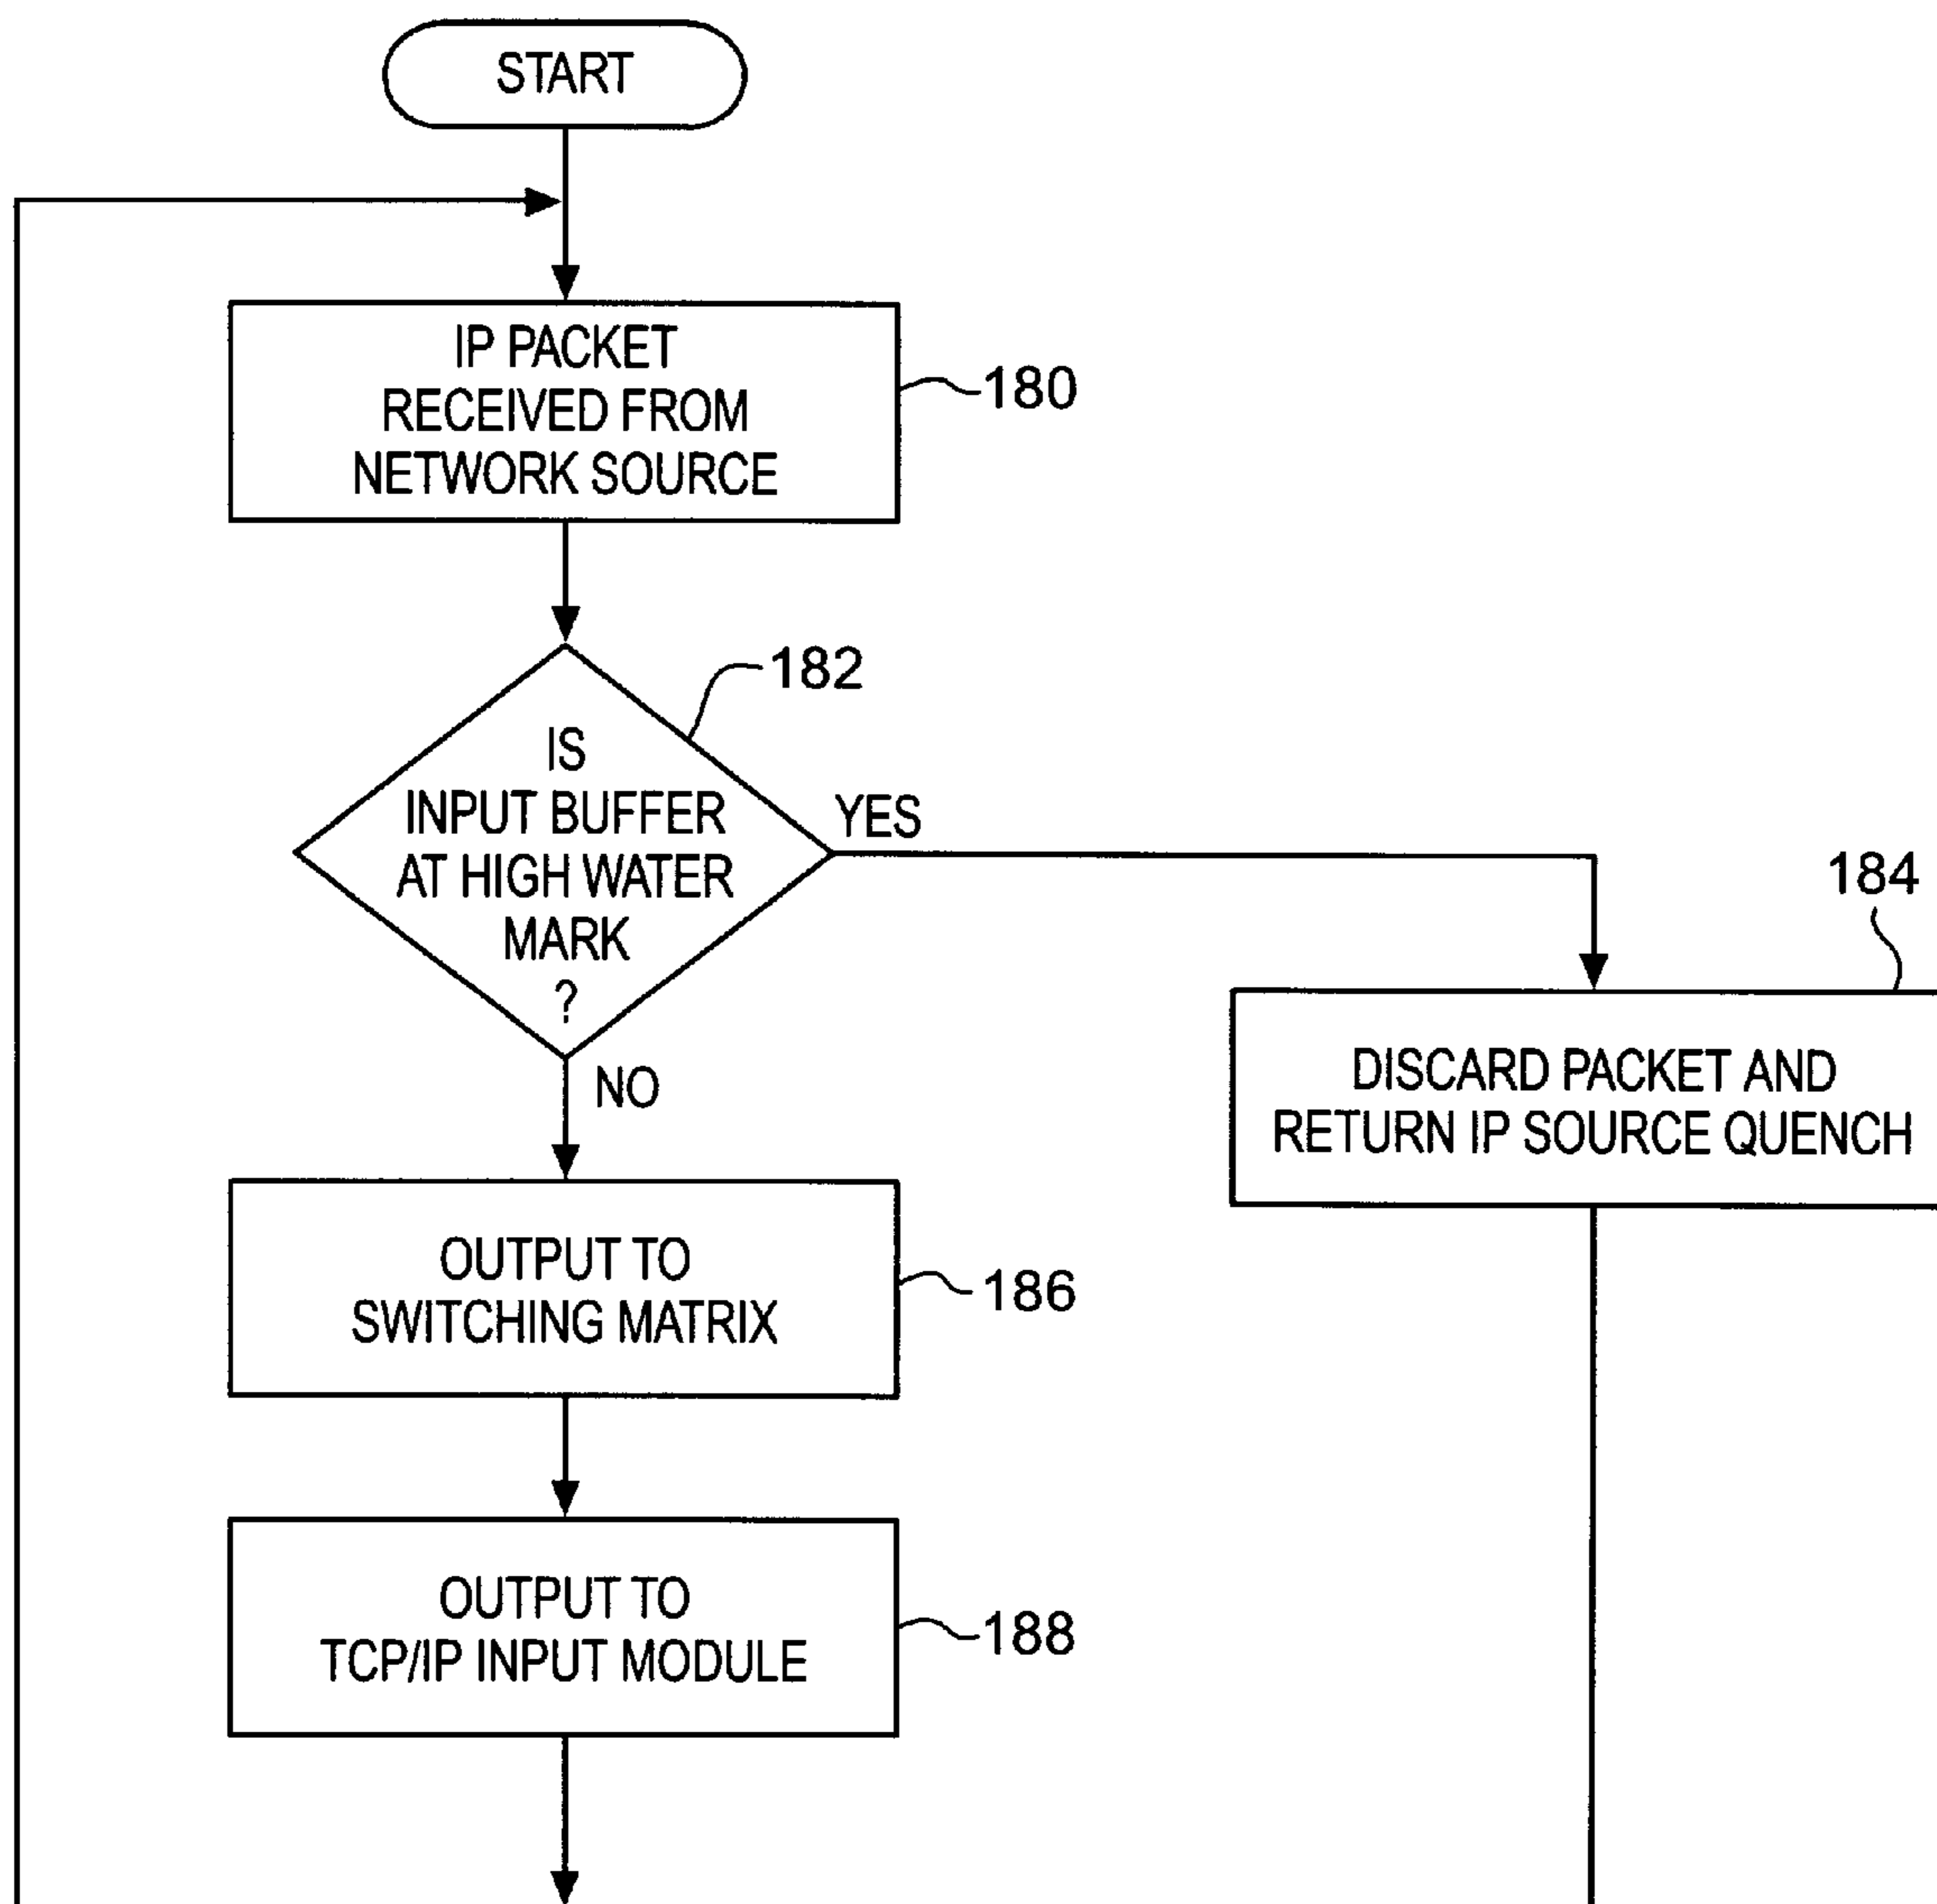 START
IP PACKET
RECEIVED FROM
NETWORK SOURCE
180
182
IS
INPUT BUFFER
AT HIGH WATER
MARK
?
YES
NO
184
DISCARD PACKET AND
RETURN IP SOURCE QUENCH
OUTPUT TO
SWITCHING MATRIX
186
OUTPUT TO
TCP/IP INPUT MODULE
188